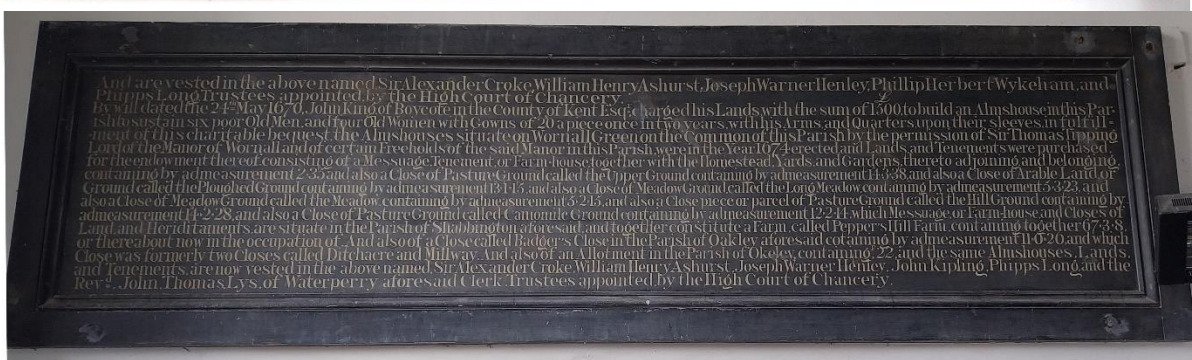 And are vested in the above named, Sir Alexander Croke, William Henry Ashurst, Joseph Warner Henley, Phillip Herbert Wykeham, and
Phipps Long Trustees appointed by the High Court of Chancery.
By will dated the 24th May 167 . John King of Boycote in the County of Kent Esqr. charged his Lands with the sum of £1300 to build an Almshouse in this Par-
ish to sustain six poor Old Men, and four Old Women with Gowns of 20 a piece once in two years, with his Arms, and Quarters upon their sleeves, in fulfill-
ment of this charitable bequest the Almshouses situate on Wornall Green in the Common of this Parish by the permission of Sir Thomas Tipping
Lord of the Manor of Wornall and of certain Freeholds of the said Manor in this Parish, were in the Year 1674 erected and Lands, and Tenements were purchased
for the endowment thereof, consisting of a Messuage, Tenement, or Farm-house, together with the Homestead, Yards, and Gardens, thereto adjoining and belonging,
containing by admeasurement 2·3·5 and also a Close of Pasture Ground called the Upper Ground containing by admeasurement 14·3·38, and also a Close of Arable Land, or
Ground called the Ploughed Ground containing by admeasurement 13·1·13, and also a Close of Meadow Ground, called the Long Meadow, containing by admeasurement 3·3·23, and
also a Close of Meadow Ground called the Meadow, containing by admeasurement 3·2·13, and also a Close piece or parcel of Pasture Ground called the Hill Ground containing by
admeasurement 14·2·28, and also a Close of Pasture Ground called Camomile Ground containing by admeasurement 12·2·14 which Messuage or Farm-house and Closes of
Land, and Heriditaments, are situate in the Parish of Shabbington aforesaid, and together constitute a Farm, called Pepper's Hill Farm, containing together 67·3·8,
or thereabout now in the occupation of . And also of a Close called Badger's Close in the Parish of Oakley aforesaid cotaining by admeasurement 11·0·20, and which
Close was formerly two Closes called Ditchacre and Millway. And also of an Allotment in the Parish of Okeley, containing 22, and the same Almshouses, Lands,
and Tenements, are now vested in the above named, Sir Alexander Croke, William Henry Ashurst, Joseph Warner Henley, John Kipling, Phipps Long, and the
Revd. John Thomas Lys, of Waterperry aforesaid Clerk Trustees appointed by the High Court of Chancery.